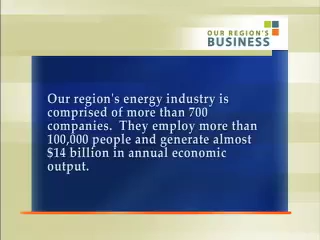 OUR REGION'S
BUSINESS
Our region's energy industry is
comprised of more than 700
companies.  They employ more than
100,000 people and generate almost
$14 billion in annual economic
output.